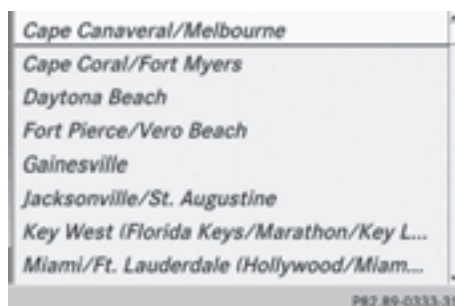 Cape Canaveral/Melbourne
Cape Coral/Fort Myers
Daytona Beach
Fort Pierce/Vero Beach
Gainesville
Jacksonville/St. Augustine
Key West (Florida Keys/Marathon/Key L...
Miami/Ft. Lauderdale (Hollywood/Miam...
P82.89-0333-31